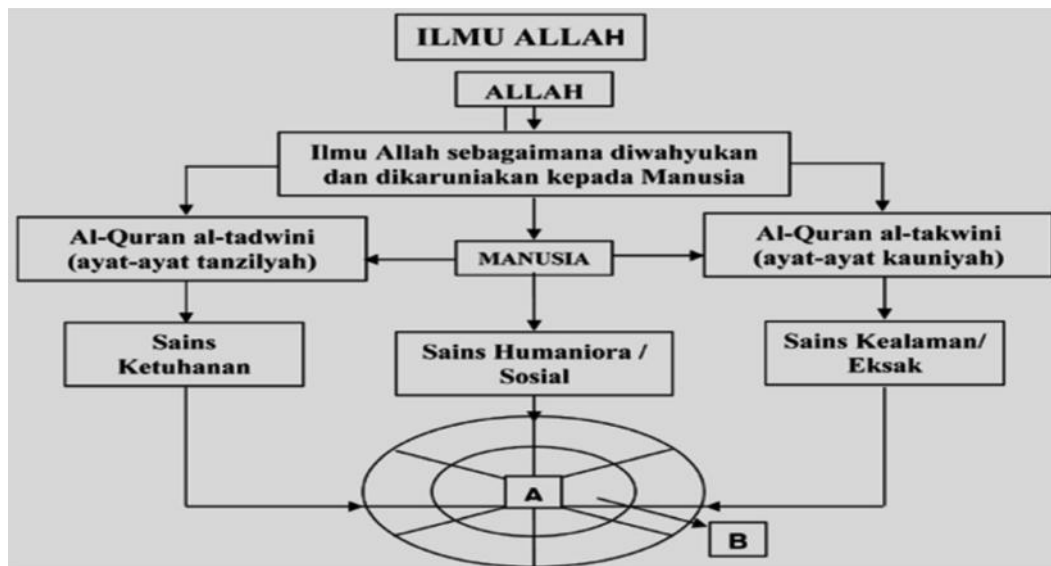 ILMU ALLAH
ALLAH
Ilmu Allah sebagaimana diwahyukan
dan dikaruniakan kepada Manusia
Al-Quran al-tadwini
(ayat-ayat tanzilyah)
MANUSIA
Al-Quran al-takwini
(ayat-ayat kauniyah)
Sains
Ketuhanan
Sains Humaniora /
Sosial
Sains Kealaman/
Eksak
A
B